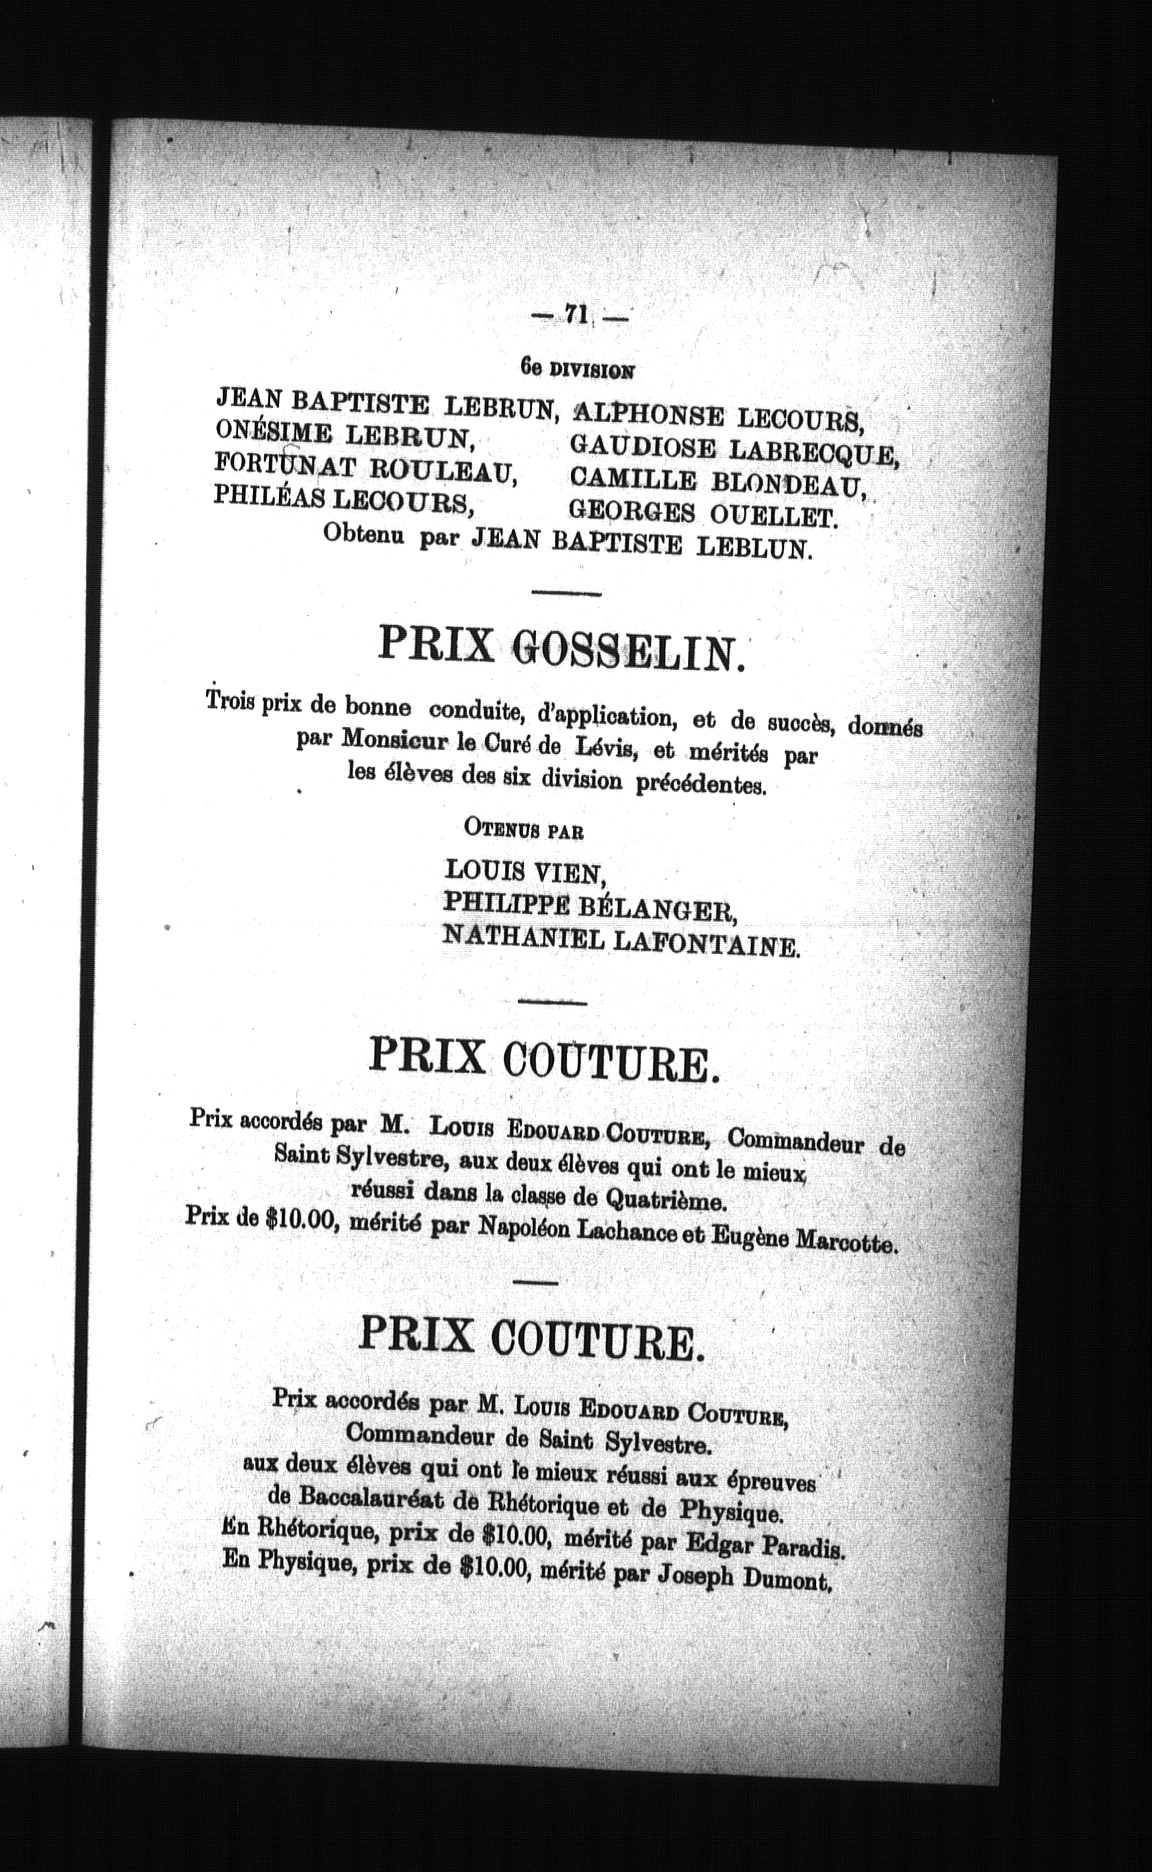 — 71 —
6e DIVISION
JEAN BAPTISTE LEBRUN, ALPHONSE LECOURS,
ONÉSIME LEBRUN, GAUDIOSE LABRECQUE,
FORTUNAT ROULEAU, CAMILLE BLONDEAU,
PHILÉAS LECOURS, GEORGES OUELLET.
Obtenu par JEAN BAPTISTE LEBLUN.
PRIX GOSSELIN.
Trois prix de bonne conduite, d'application, et de succès, donnés
par Monsieur le Curé de Lévis, et mérités par
les élèves des six division précédentes.
OTENUS PAR
LOUIS VIEN,
PHILIPPE BÉLANGER,
NATHANIEL LAFONTAINE.
PRIX COUTURE.
Prix accordés par M. LOUIS EDOUARD COUTURE, Commandeur de
Saint Sylvestre, aux deux élèves qui ont le mieux
réussi dans la classe de Quatrième.
Prix de $10.00, mérité par Napoléon Lachance et Eugène Marcotte.
PRIX COUTURE.
Prix accordés par M. LOUIS EDOUARD COUTURE,
Commandeur de Saint Sylvestre.
aux deux élèves qui ont le mieux réussi aux épreuves
de Baccalauréat de Rhétorique et de Physique.
En Rhétorique, prix de $10.00, mérité par Edgar Paradis.
En Physique, prix de $10.00, mérité par Joseph Dumont.